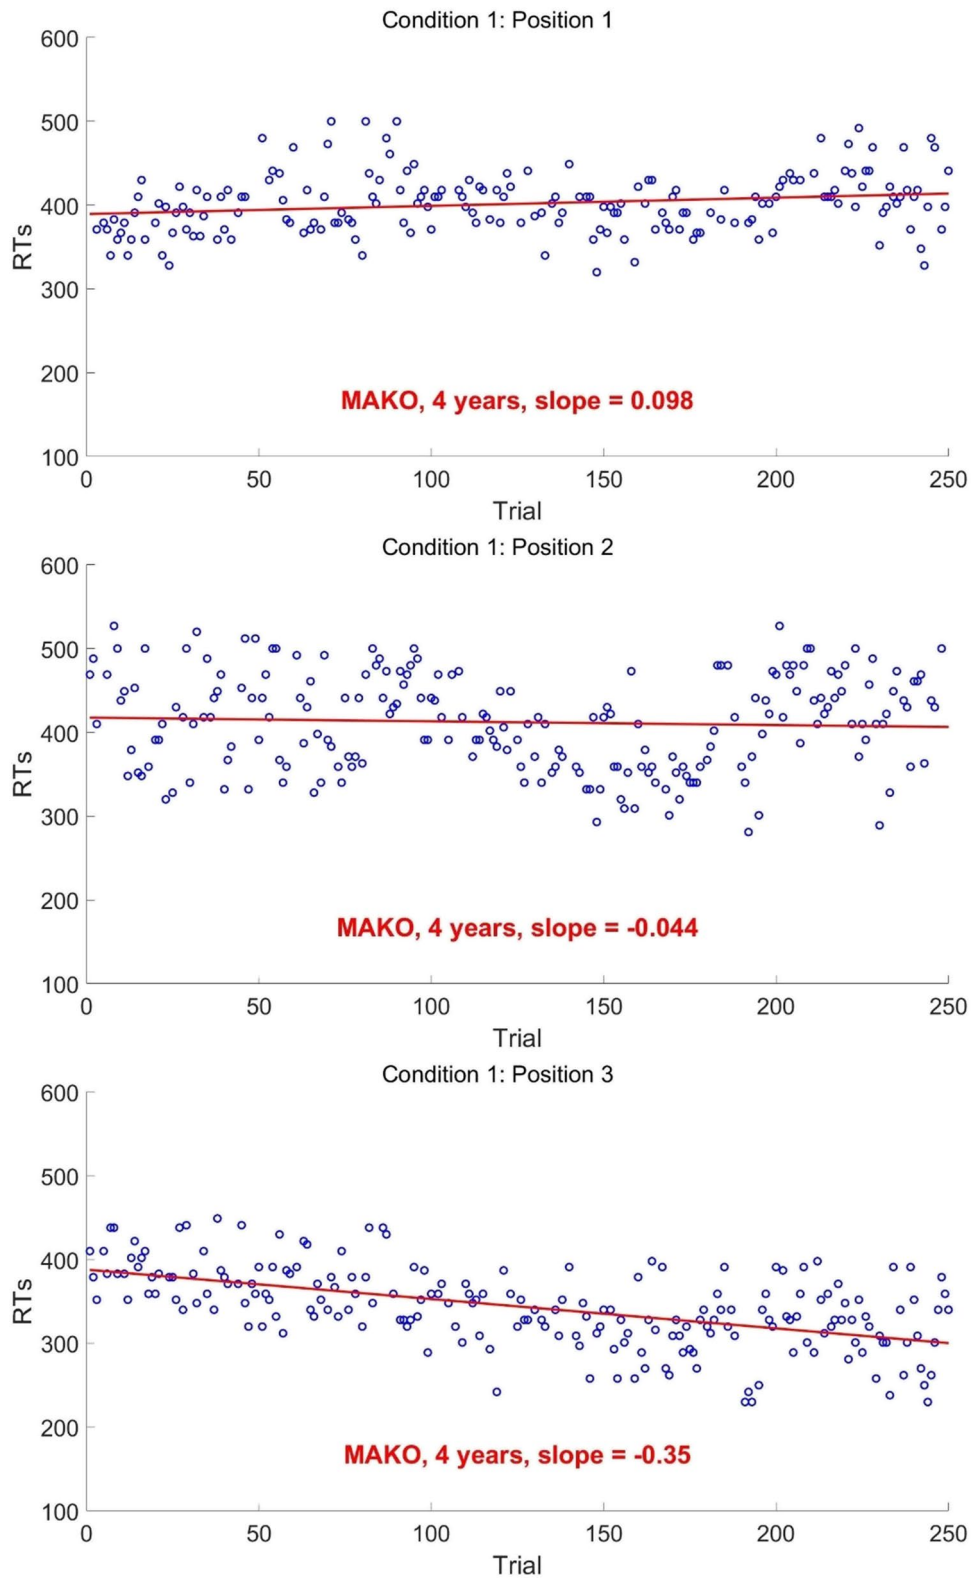 Condition 1: Position 1
600
500
400
300
200
100
RTs
MAKO, 4 years, slope = 0.098
0 50 100 150 200 250
Trial
Condition 1: Position 2
600
500
400
300
200
100
RTs
MAKO, 4 years, slope = -0.044
0 50 100 150 200 250
Trial
Condition 1: Position 3
600
500
400
300
200
100
RTs
MAKO, 4 years, slope = -0.35
0 50 100 150 200 250
Trial